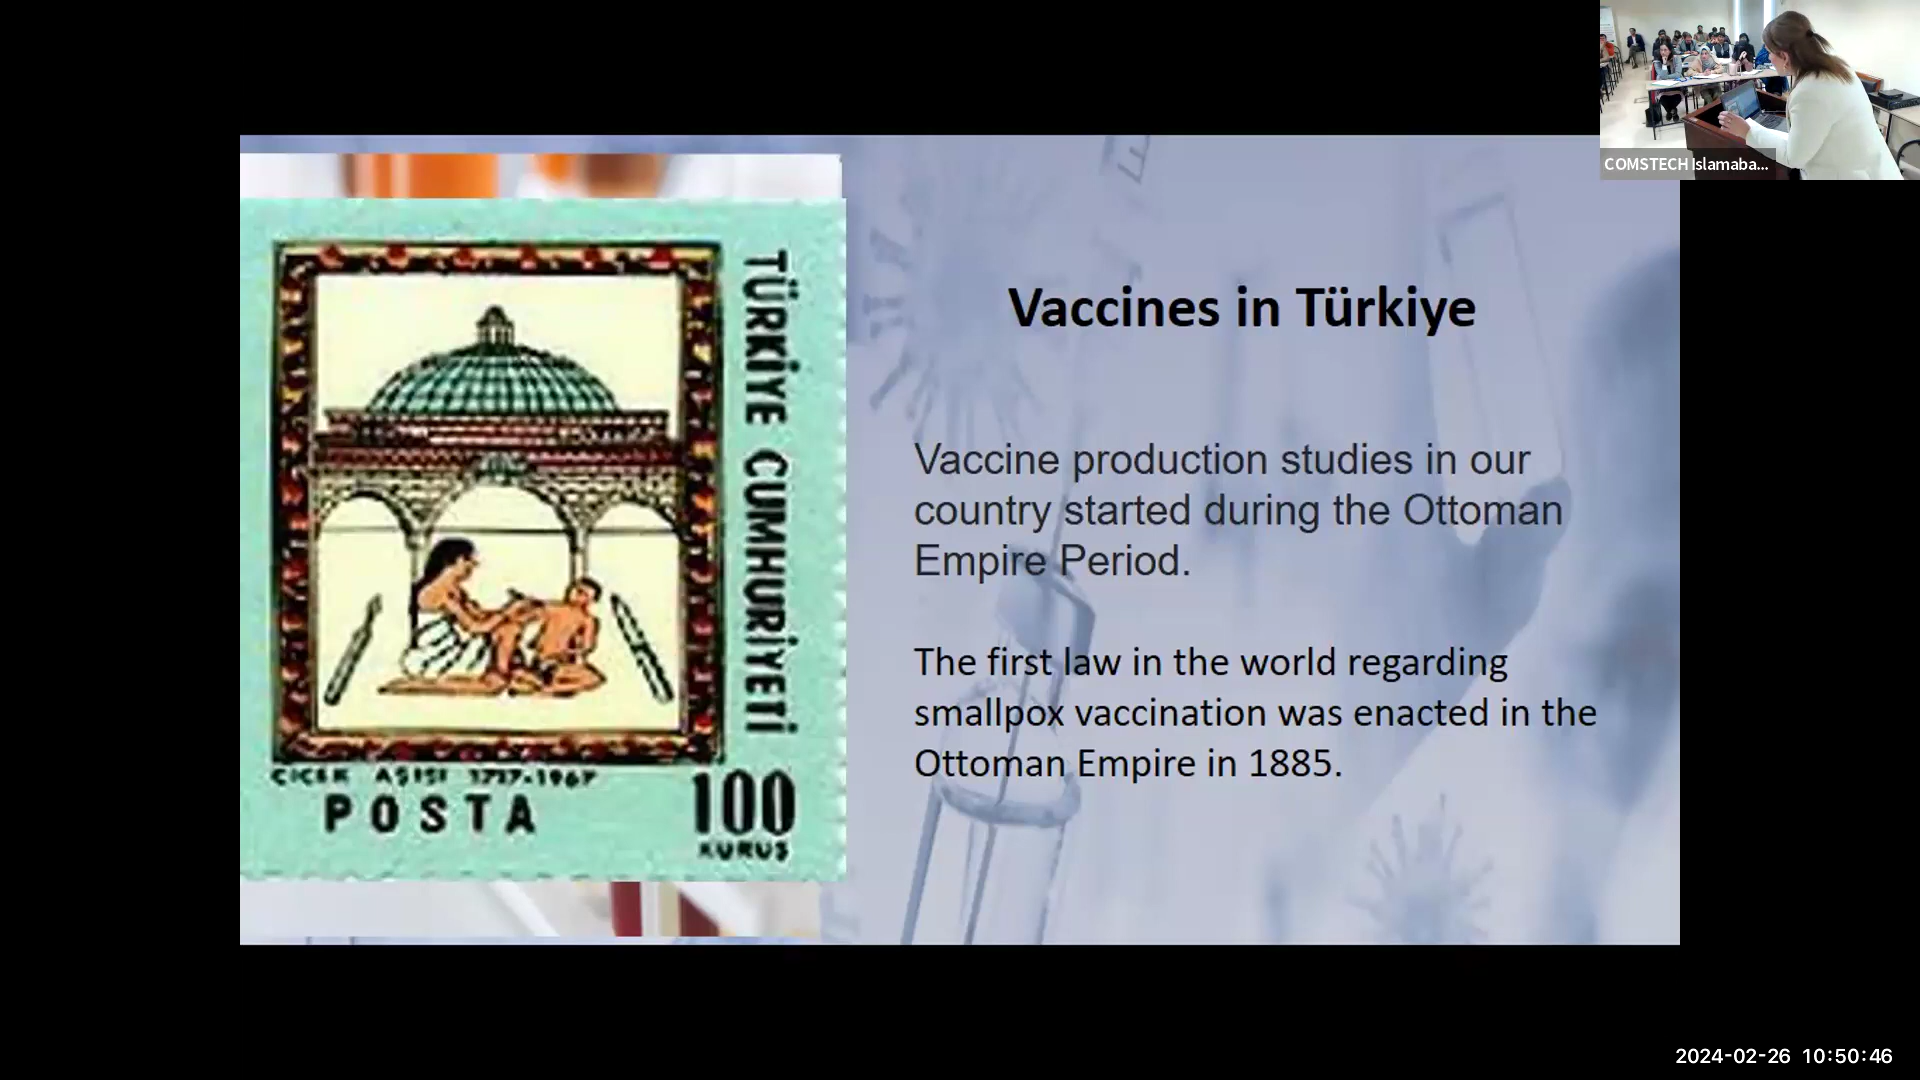 COMSTECH Islamaba...
TÜRKİYE CUMHURİYETİ
ÇİÇEK AŞISI 1717-1967
POSTA
100
KURUŞ
Vaccines in Türkiye
Vaccine production studies in our
country started during the Ottoman
Empire Period.
The first law in the world regarding
smallpox vaccination was enacted in the
Ottoman Empire in 1885.
2024-02-26 10:50:46